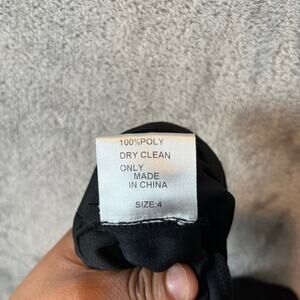 100%POLY
DRY CLEAN
ONLY
MADE
IN CHINA
SIZE:4